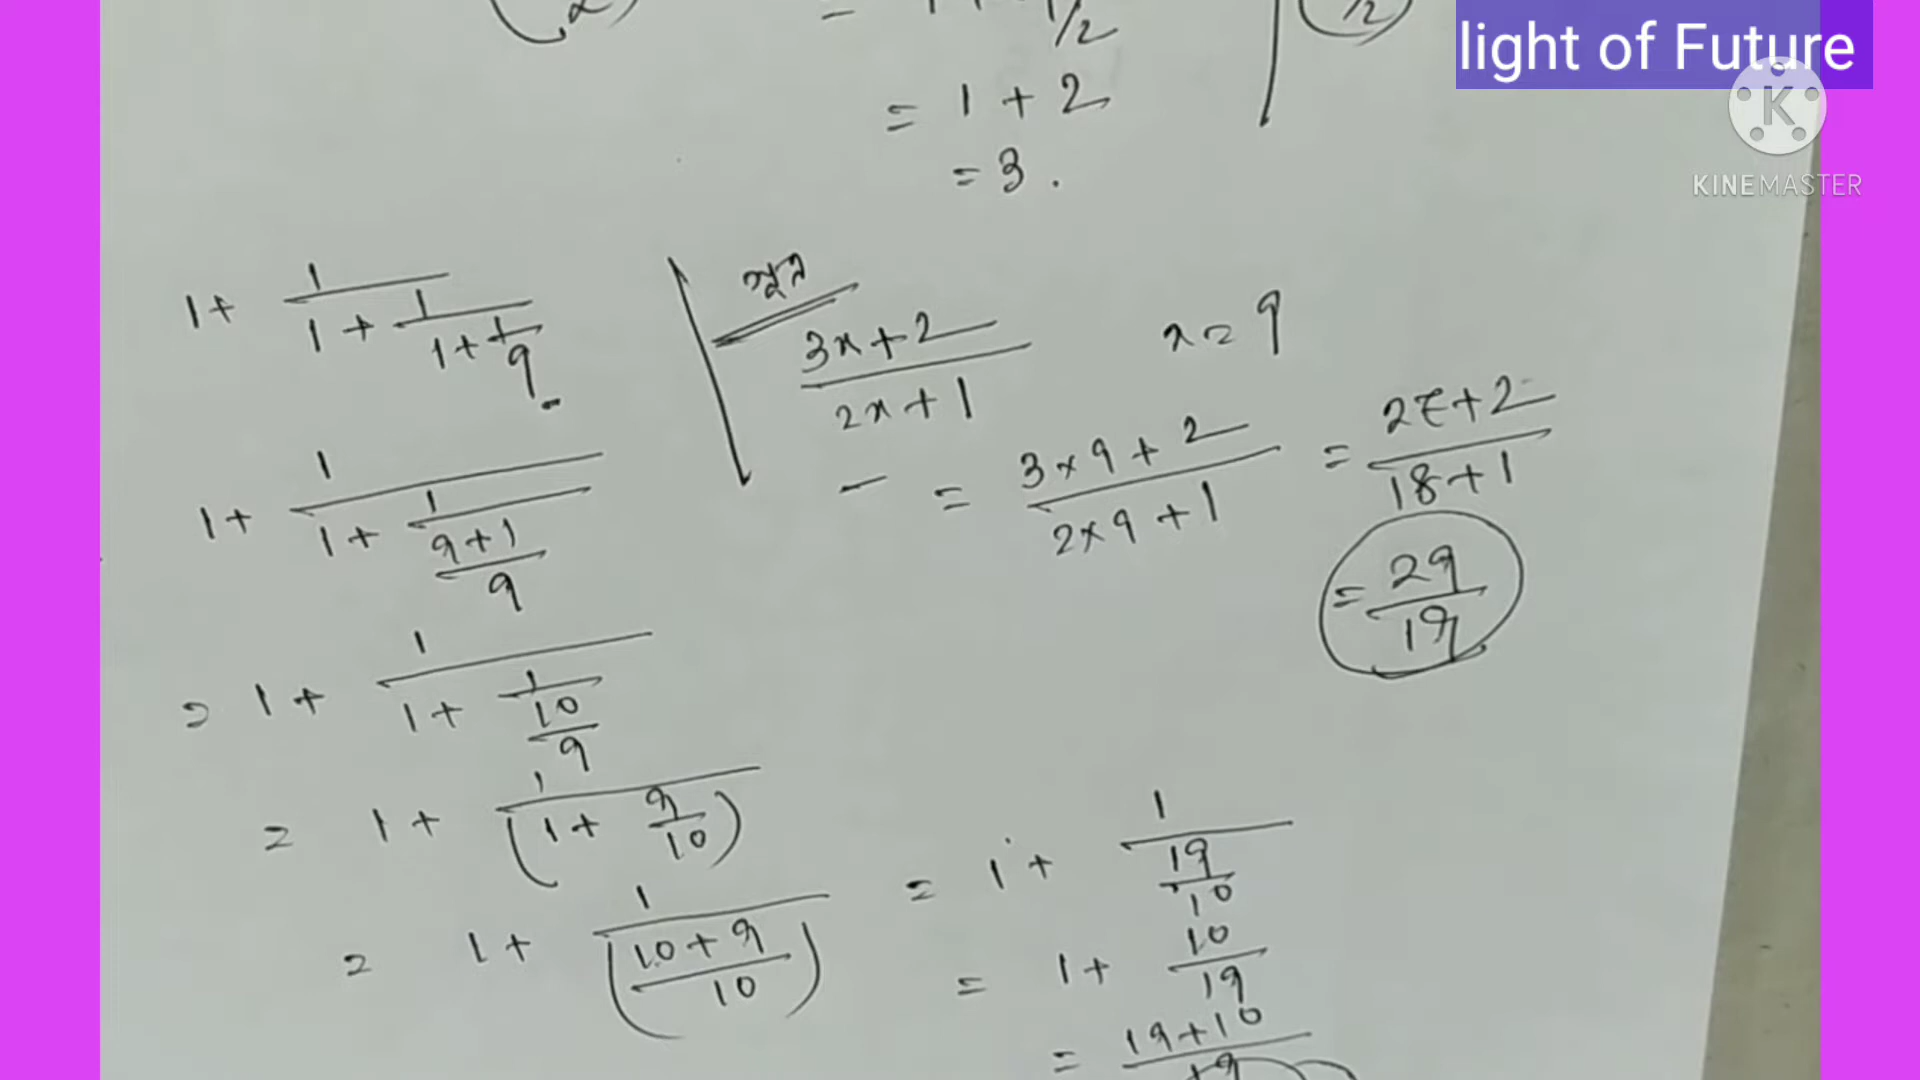 light of Future
KINEMASTER
= 1 + 2
= 3 .
1 + 1/(1 + 1/(1 + 1/9))
সূত্র
(3x + 2)/(2x + 1)
x = 9
= (3 × 9 + 2)/(2 × 9 + 1) = (27 + 2)/(18 + 1)
= 29/19
1 + 1/(1 + 1/((9 + 1)/9))
= 1 + 1/(1 + 1/(10/9))
= 1 + 1/(1 + 9/10)
= 1 + 1/((10 + 9)/10)
= 1 + 1/(19/10)
= 1 + 10/19
= (19 + 10)/19